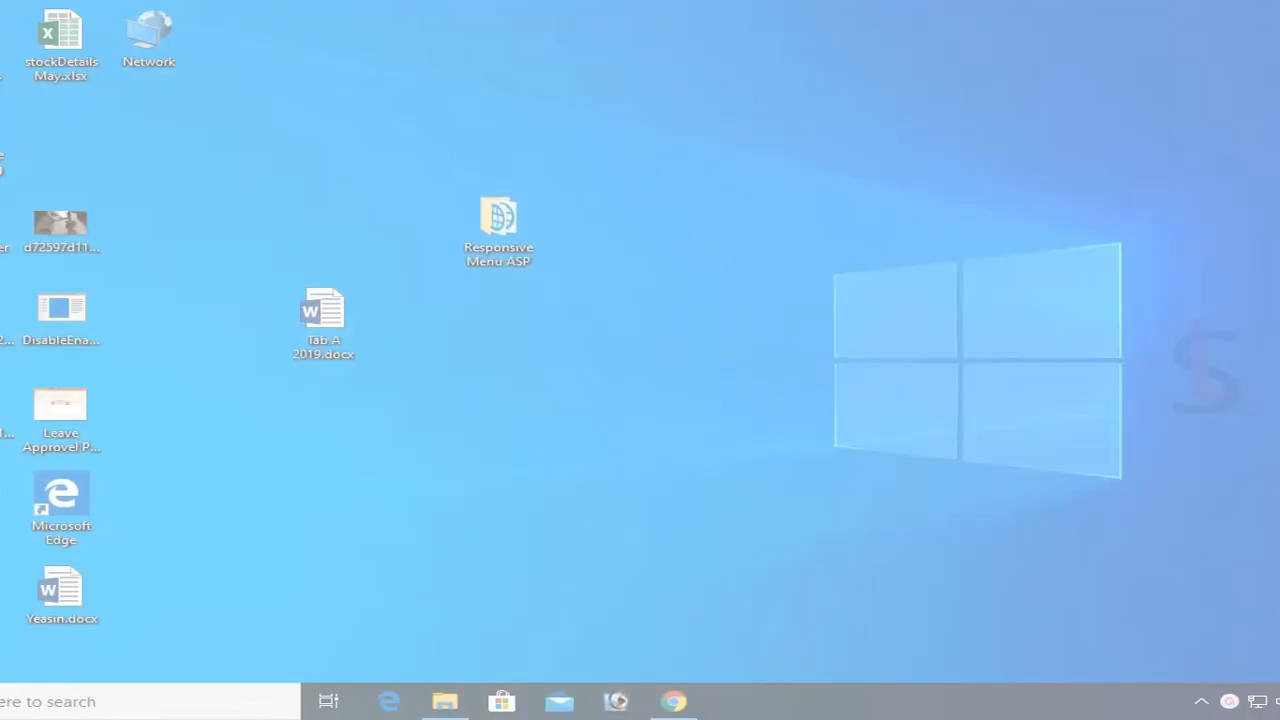 stockDetails
May.xlsx
Network
d72597d11...
Responsive
Menu ASP
DisableEna...
Tab A
2019.docx
Leave
Approvel P...
Microsoft
Edge
Yeasin.docx
ere to search